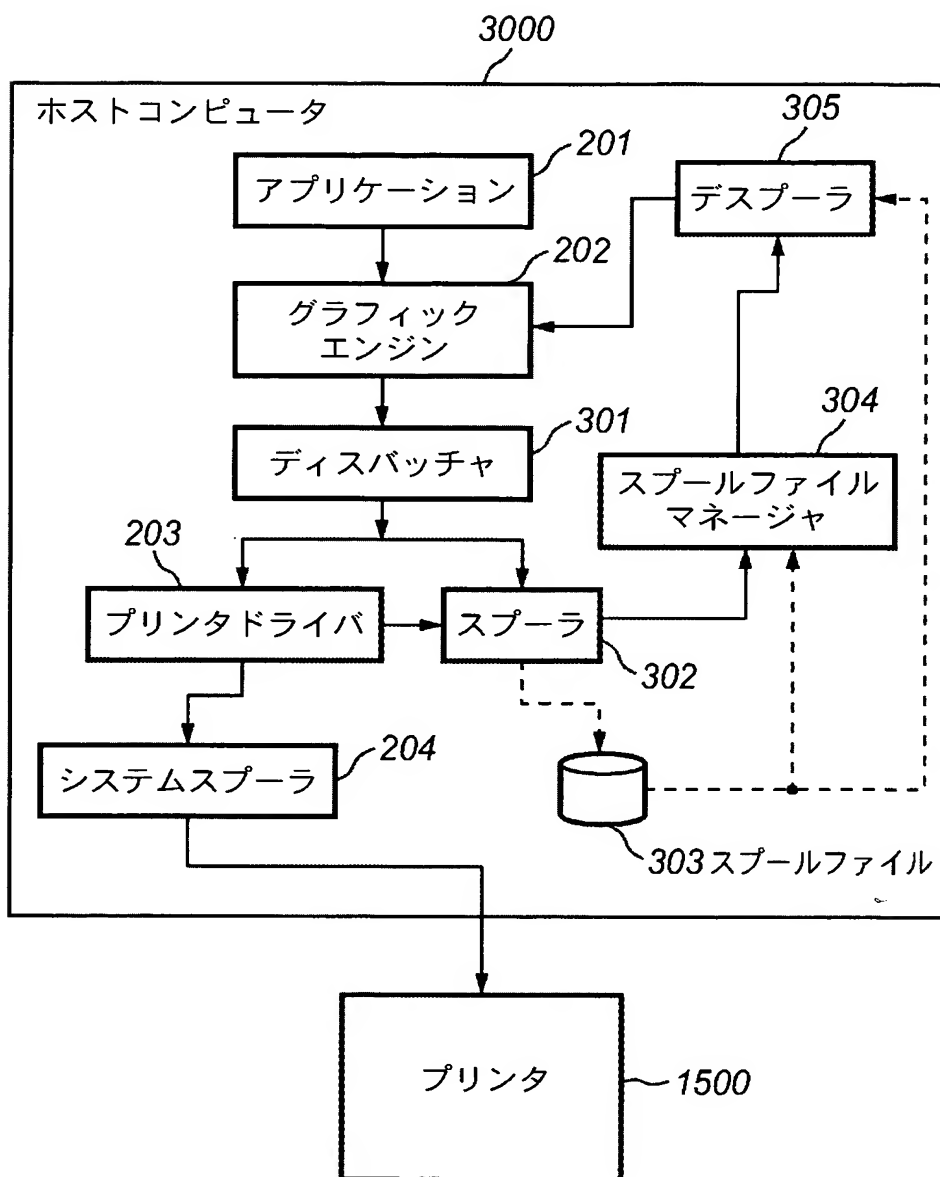 3000
ホストコンピュータ
305
201
アプリケーション
デスプーラ
202
グラフィック
エンジン
304
301
ディスパッチャ
スプールファイル
マネージャ
203
プリンタドライバ
スプーラ
302
204
システムスプーラ
303スプールファイル
プリンタ
1500